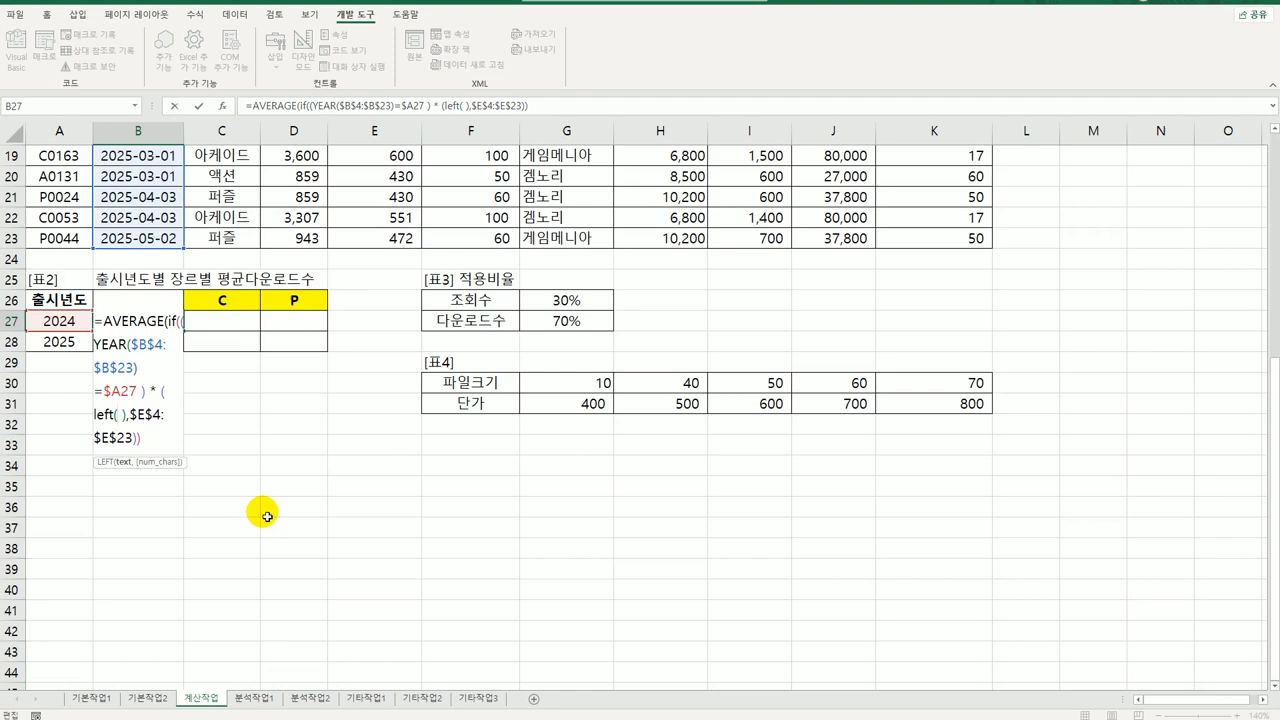 파일 홈 삽입 페이지 레이아웃 수식 데이터 검토 보기 개발 도구 도움말 공유
Visual Basic 매크로 매크로 기록 상대 참조로 기록 매크로 보안 추가 기능 Excel 추가 기능 COM 추가 기능 삽입 디자인 모드 속성 코드 보기 대화 상자 실행 원본 맵 속성 확장 팩 데이터 새로 고침 가져오기 내보내기
코드 추가 기능 컨트롤 XML
B27 fx =AVERAGE(if((YEAR($B$4:$B$23)=$A27 ) * (left( ),$E$4:$E$23))
A B C D E F G H I J K L M N O
19 C0163 2025-03-01 아케이드 3,600 600 100 게임메니아 6,800 1,500 80,000 17
20 A0131 2025-03-01 액션 859 430 50 겜노리 8,500 600 27,000 60
21 P0024 2025-04-03 퍼즐 859 430 60 겜노리 10,200 600 37,800 50
22 C0053 2025-04-03 아케이드 3,307 551 100 겜노리 6,800 1,400 80,000 17
23 P0044 2025-05-02 퍼즐 943 472 60 게임메니아 10,200 700 37,800 50
24
25 [표2] 출시년도별 장르별 평균다운로드수 [표3] 적용비율
26 출시년도 C P 조회수 30%
27 2024 =AVERAGE(if(( 다운로드수 70%
28 2025 YEAR($B$4:
29 $B$23) [표4]
30 =$A27 ) * ( 파일크기 10 40 50 60 70
31 left( ),$E$4: 단가 400 500 600 700 800
32 $E$23))
33
34 LEFT(text, [num_chars])
35
36
37
38
39
40
41
42
43
44
기본작업1 기본작업2 계산작업 분석작업1 분석작업2 기타작업1 기타작업2 기타작업3
편집 140%